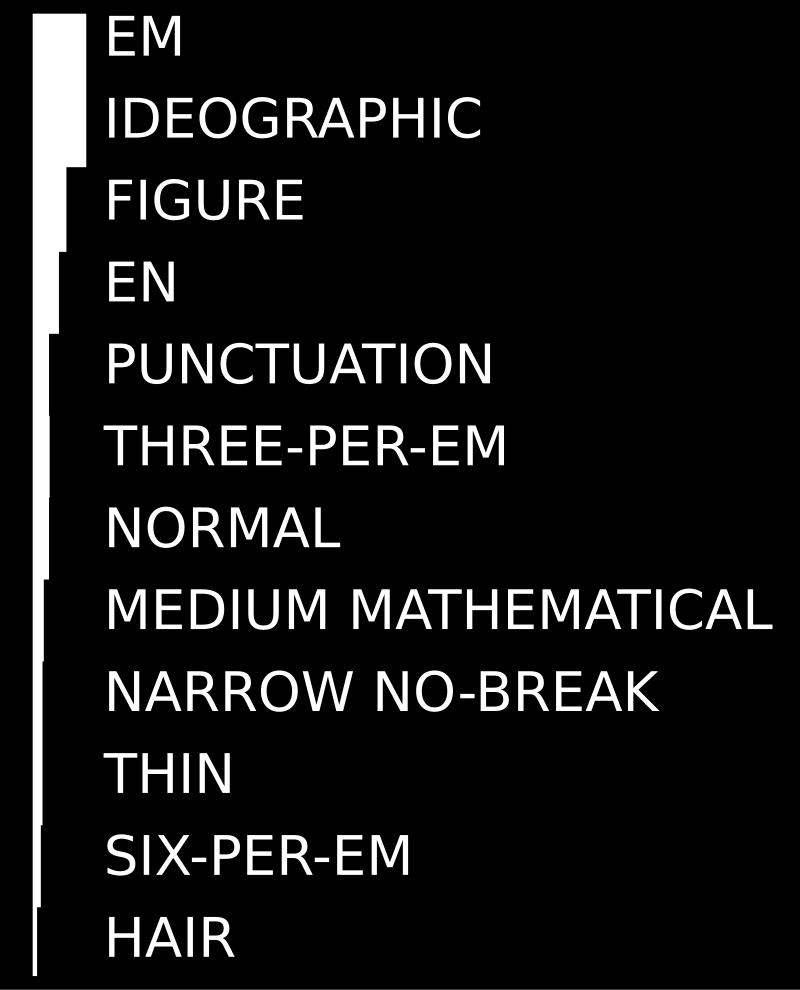 EM
IDEOGRAPHIC
FIGURE
EN
PUNCTUATION
THREE-PER-EM
NORMAL
MEDIUM MATHEMATICAL
NARROW NO-BREAK
THIN
SIX-PER-EM
HAIR